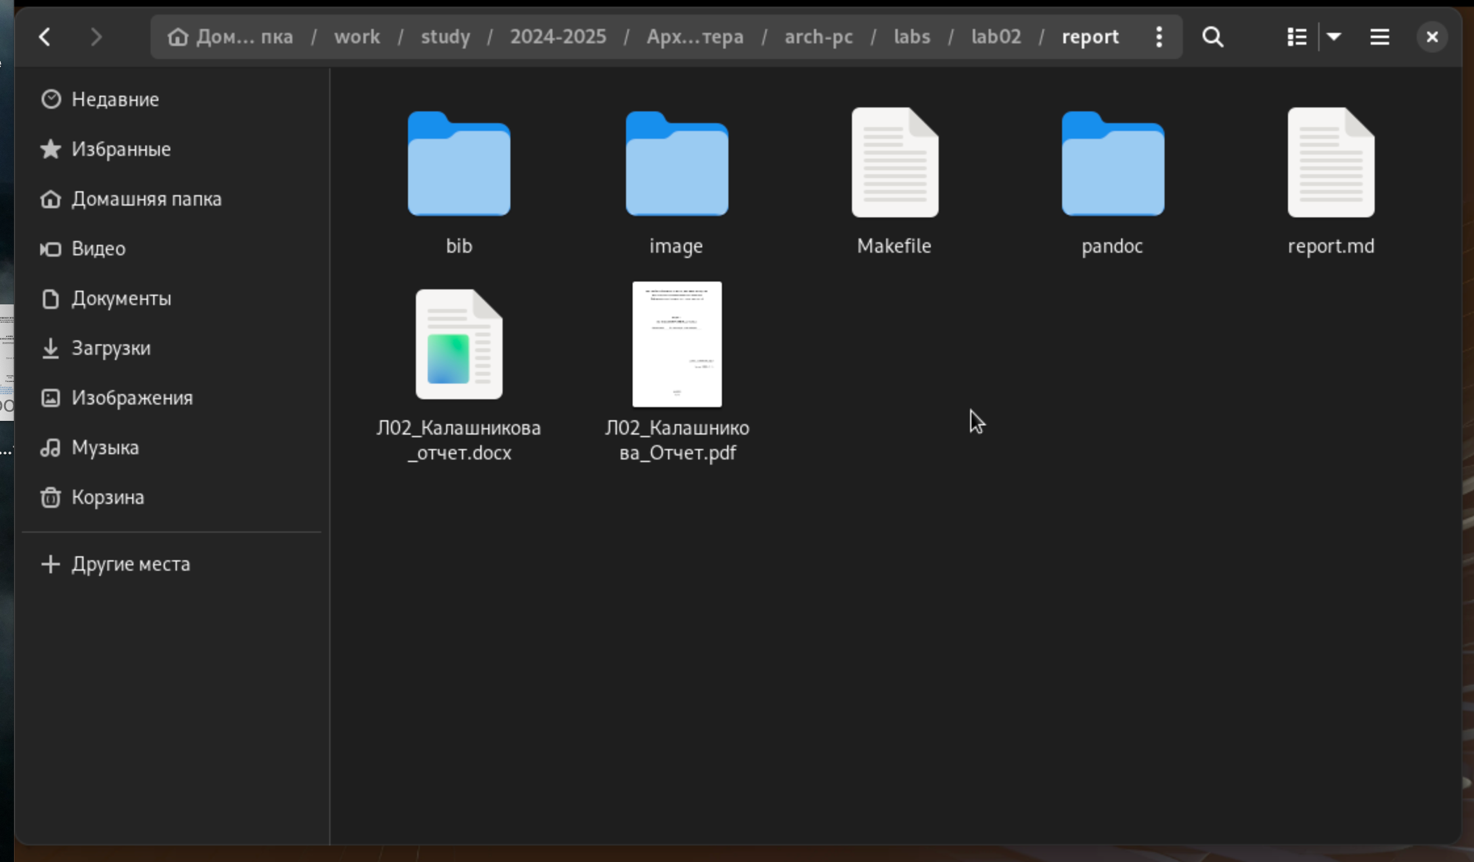 Дом… пка / work / study / 2024-2025 / Арх…тера / arch-pc / labs / lab02 / report
Недавние
Избранные
Домашняя папка
Видео
Документы
Загрузки
Изображения
Музыка
Корзина
Другие места
bib
image
Makefile
pandoc
report.md
Л02_Калашникова
_отчет.docx
Л02_Калашнико
ва_Отчет.pdf